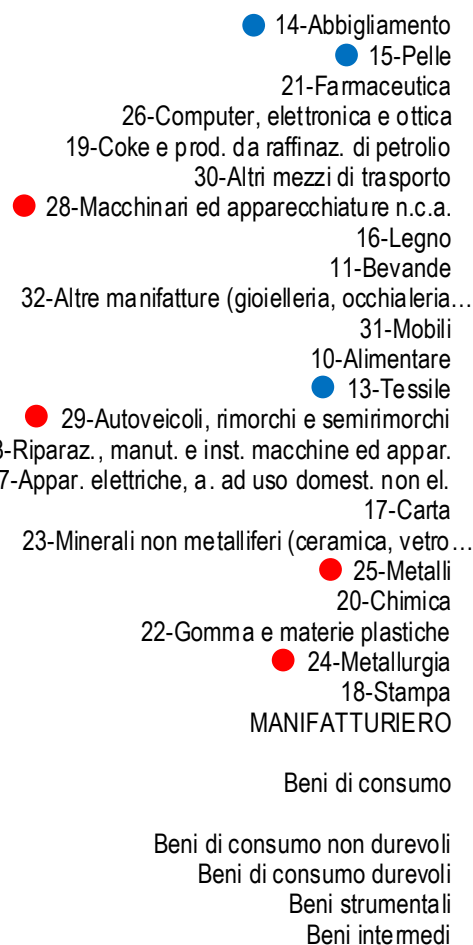 14-Abbigliamento
15-Pelle
21-Farmaceutica
26-Computer, elettronica e ottica
19-Coke e prod. da raffinaz. di petrolio
30-Altri mezzi di trasporto
28-Macchinari ed apparecchiature n.c.a.
16-Legno
11-Bevande
32-Altre manifatture (gioielleria, occhialeria…
31-Mobili
10-Alimentare
13-Tessile
29-Autoveicoli, rimorchi e semirimorchi
3-Riparaz., manut. e inst. macchine ed appar.
7-Appar. elettriche, a. ad uso domest. non el.
17-Carta
23-Minerali non metalliferi (ceramica, vetro…
25-Metalli
20-Chimica
22-Gomma e materie plastiche
24-Metallurgia
18-Stampa
MANIFATTURIERO
Beni di consumo
Beni di consumo non durevoli
Beni di consumo durevoli
Beni strumentali
Beni intermedi